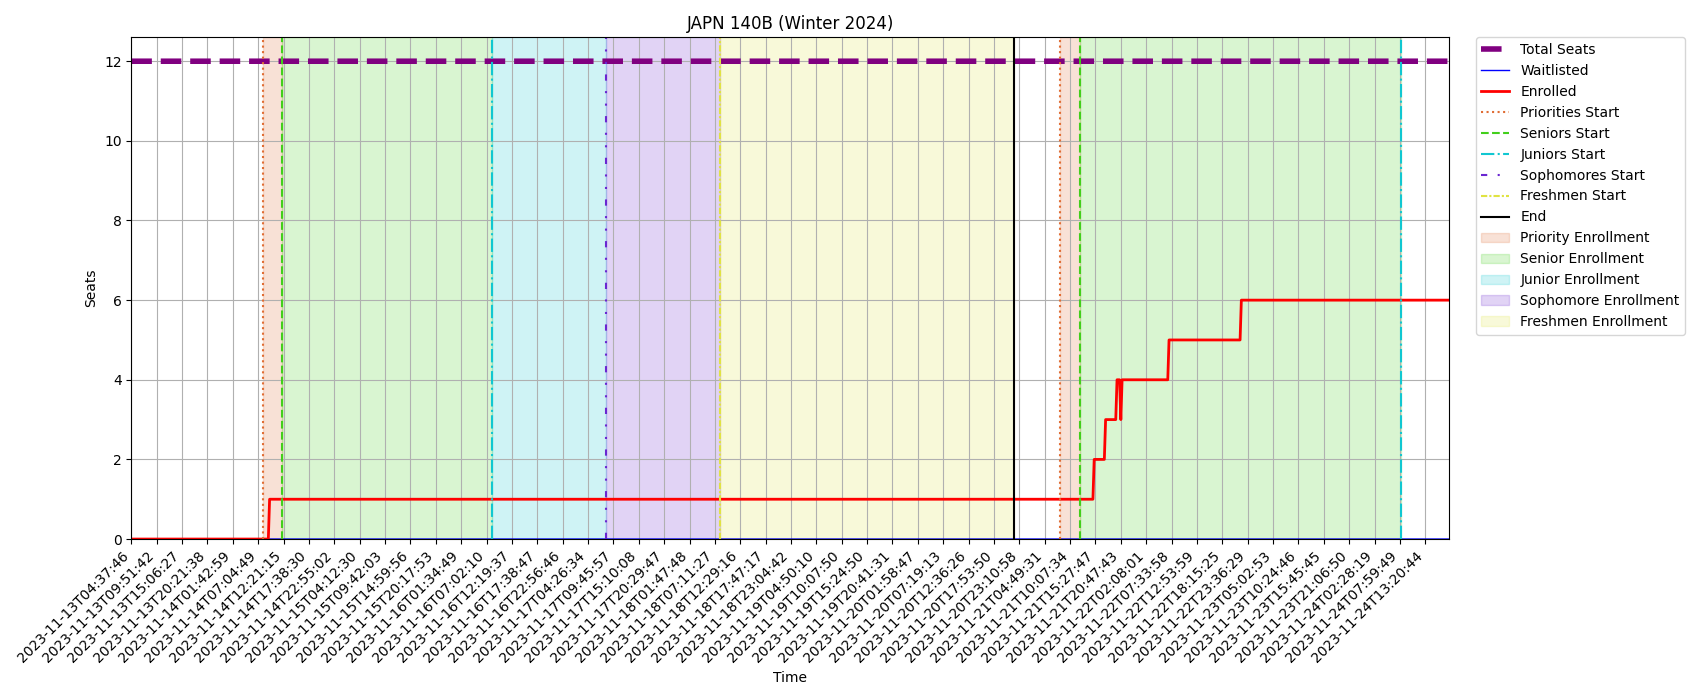 JAPN 140B (Winter 2024)
Total Seats
Waitlisted
Enrolled
Priorities Start
Seniors Start
Juniors Start
Sophomores Start
Freshmen Start
End
Priority Enrollment
Senior Enrollment
Junior Enrollment
Sophomore Enrollment
Freshmen Enrollment
Seats
12
10
8
6
4
2
0
2023-11-13T04:37:46
2023-11-13T09:51:42
2023-11-13T15:06:27
2023-11-13T20:21:38
2023-11-14T01:42:59
2023-11-14T07:04:49
2023-11-14T12:21:15
2023-11-14T17:38:30
2023-11-14T22:55:02
2023-11-15T04:12:30
2023-11-15T09:42:03
2023-11-15T14:59:56
2023-11-15T20:17:53
2023-11-16T01:34:49
2023-11-16T07:02:10
2023-11-16T12:19:37
2023-11-16T17:38:47
2023-11-16T22:56:46
2023-11-17T04:26:34
2023-11-17T09:45:57
2023-11-17T15:10:08
2023-11-17T20:29:47
2023-11-18T01:47:48
2023-11-18T07:11:27
2023-11-18T12:29:16
2023-11-18T17:47:17
2023-11-18T23:04:42
2023-11-19T04:50:10
2023-11-19T10:07:50
2023-11-19T15:24:50
2023-11-19T20:41:31
2023-11-20T01:58:47
2023-11-20T07:19:13
2023-11-20T12:36:26
2023-11-20T17:53:50
2023-11-20T23:10:58
2023-11-21T04:49:31
2023-11-21T10:07:34
2023-11-21T15:27:47
2023-11-21T20:47:43
2023-11-22T02:08:01
2023-11-22T07:33:58
2023-11-22T12:53:59
2023-11-22T18:15:25
2023-11-22T23:36:29
2023-11-23T05:02:53
2023-11-23T10:24:46
2023-11-23T15:45:45
2023-11-23T21:06:50
2023-11-24T02:28:19
2023-11-24T07:59:49
2023-11-24T13:20:44
Time